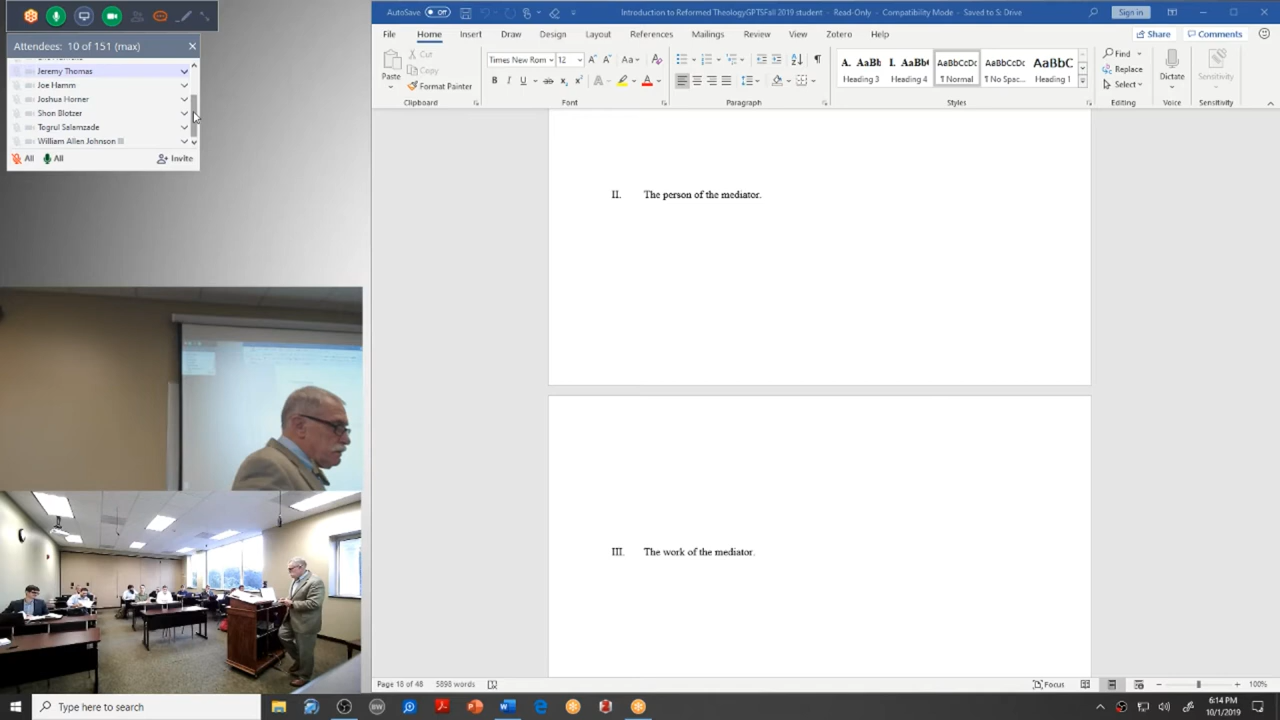 Attendees: 10 of 151 (max)
Jeremy Thomas
Joe Hamm
Joshua Horner
Shon Blotzer
Togrul Salamzade
William Allen Johnson
All All Invite
AutoSave Off Introduction to Reformed TheologyGPTSFall 2019 student - Read-Only - Compatibility Mode - Saved to S: Drive Sign in
File Home Insert Draw Design Layout References Mailings Review View Zotero Help Share Comments
Paste Cut Copy Format Painter
Clipboard
Times New Rom 12 Aa
B I U ab x₂ x² A A
Font
Paragraph
A. AaBb I. AaBb AaBbCcDc AaBbCcDc AaBbC
Heading 3 Heading 4 ¶ Normal ¶ No Spac... Heading 1
Styles
Find
Replace
Select
Editing
Dictate
Voice
Sensitivity
Sensitivity
II. The person of the mediator.
III. The work of the mediator.
Page 18 of 48 5898 words Focus 100%
Type here to search
6:14 PM
10/1/2019